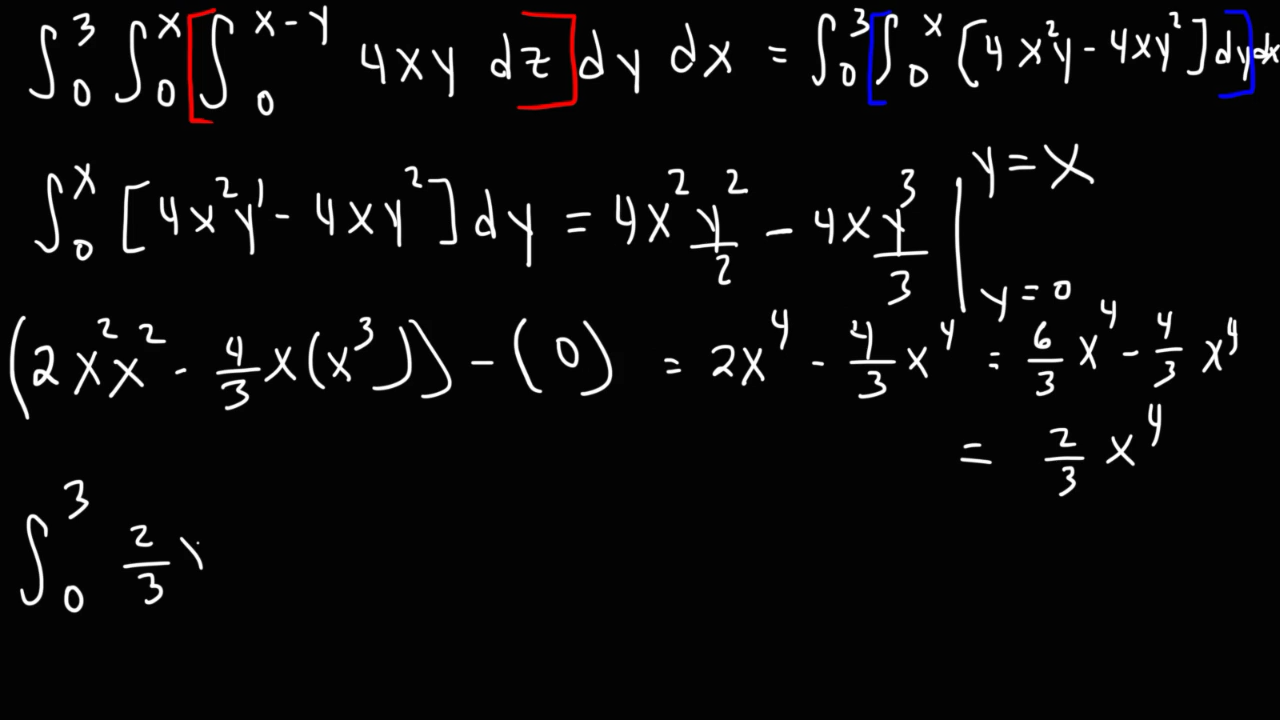 ∫₀³ ∫₀ˣ [∫₀ˣ⁻ʸ 4xy dz] dy dx = ∫₀³ [∫₀ˣ [4x²y - 4xy²] dy] dx
∫₀ˣ [4x²y¹ - 4xy²] dy = 4x² y²/2 - 4x y³/3 | y = x
y = 0
(2x²x² - 4/3 x(x³)) - (0) = 2x⁴ - 4/3 x⁴ = 6/3 x⁴ - 4/3 x⁴
= 2/3 x⁴
∫₀³ 2/3